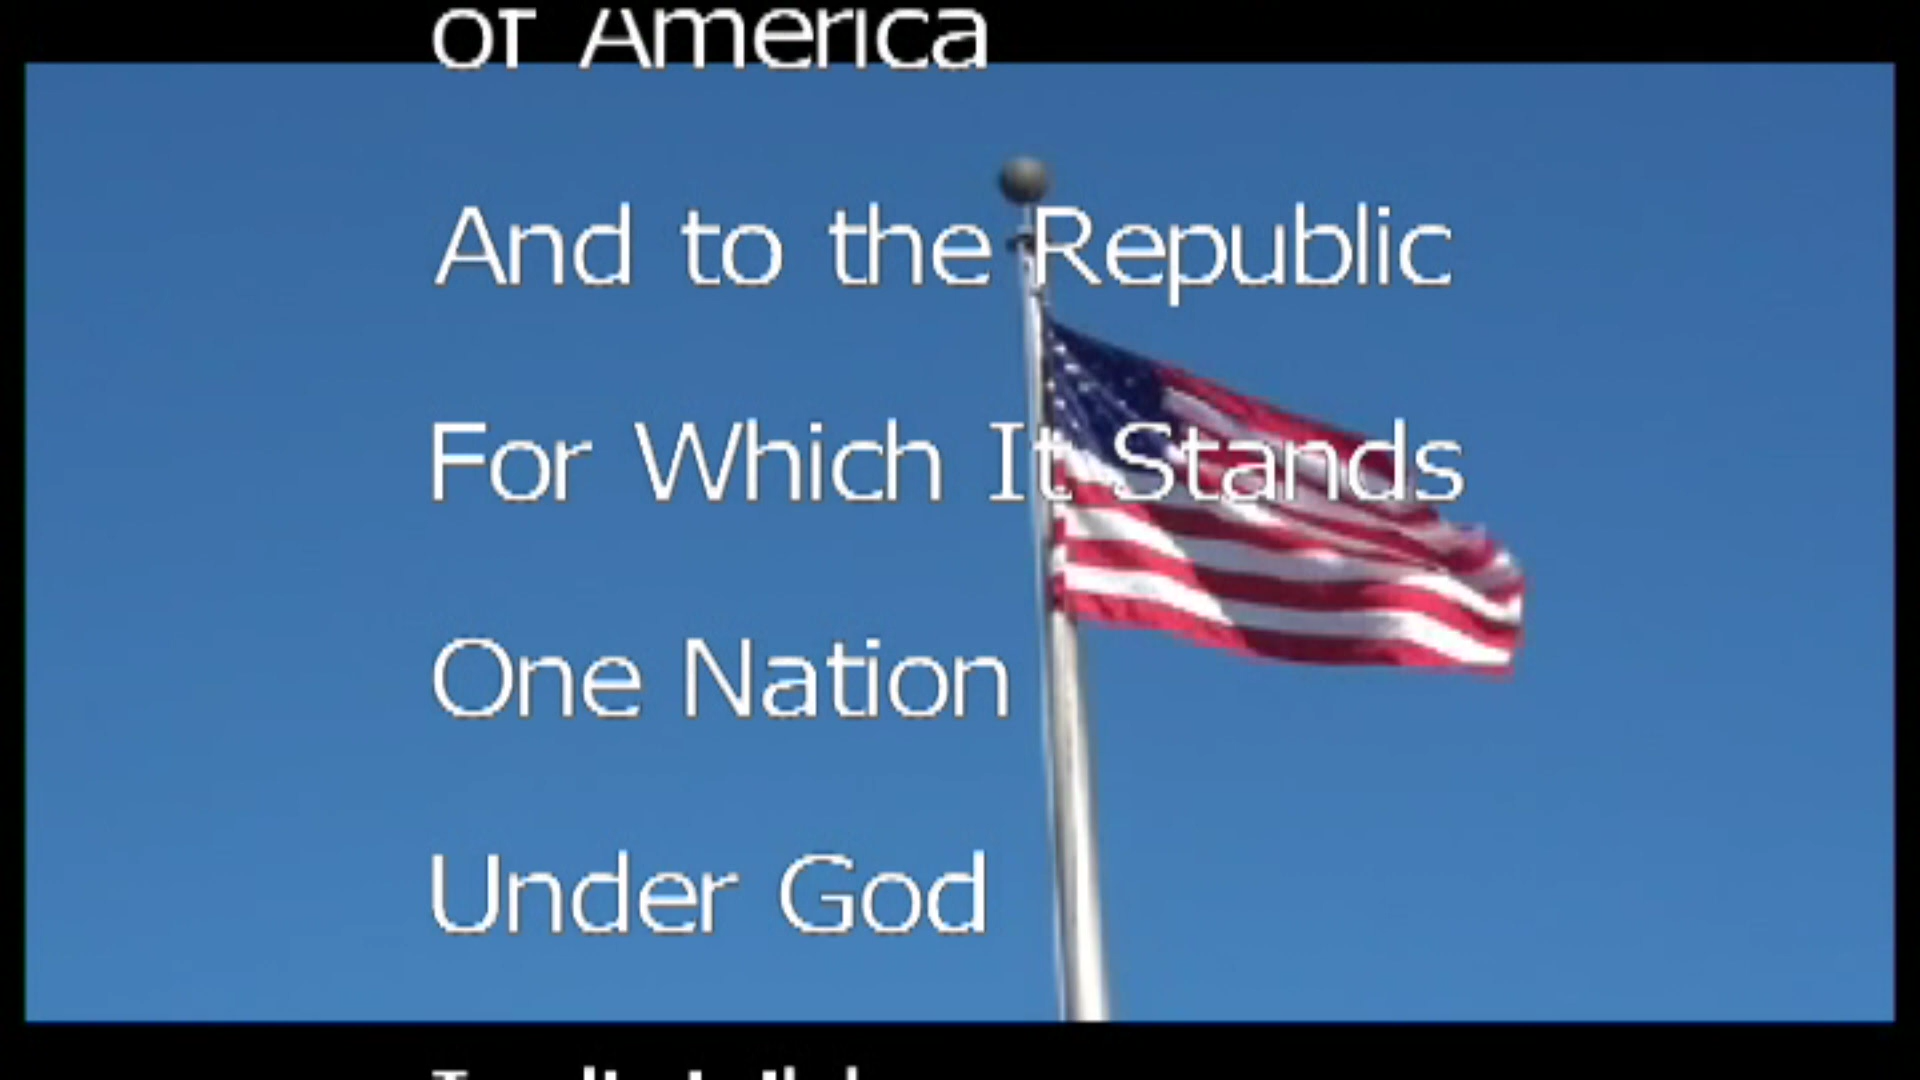 of America
And to the Republic
For Which It Stands
One Nation
Under God